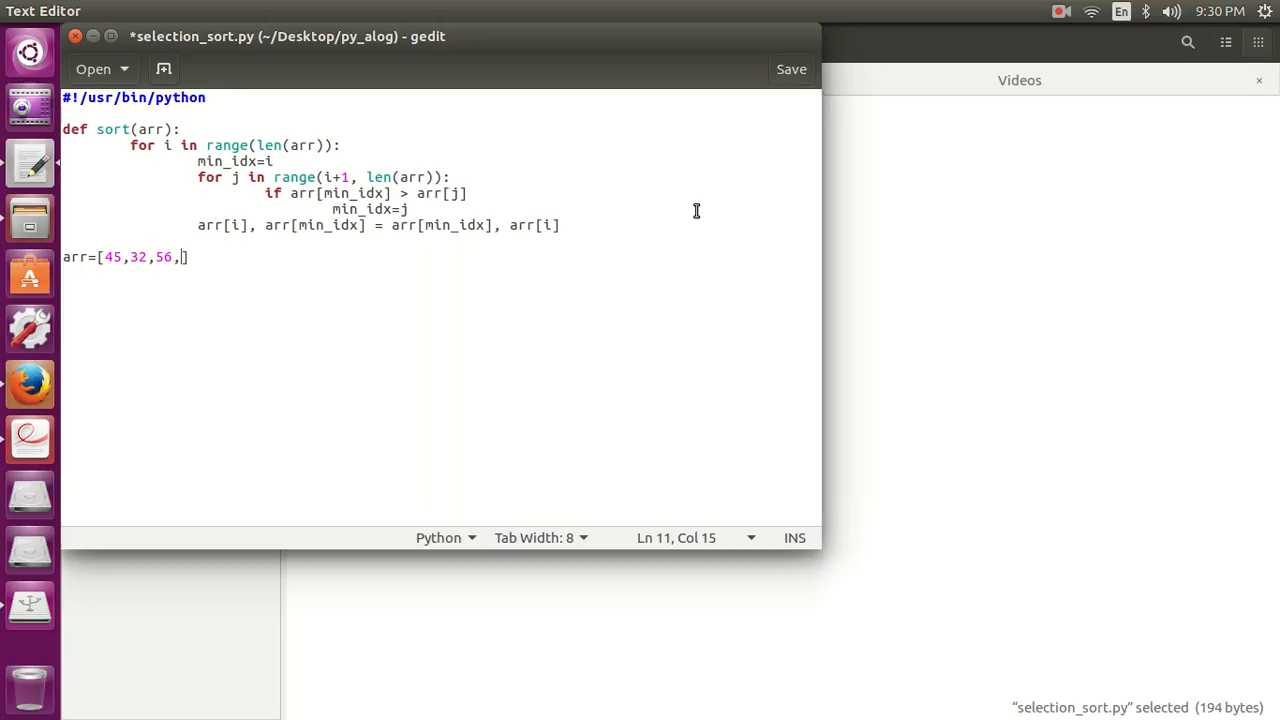 Text Editor
En
9:30 PM
*selection_sort.py (~/Desktop/py_alog) - gedit
Open
Save
Videos
×
#!/usr/bin/python
def sort(arr):
for i in range(len(arr)):
min_idx=i
for j in range(i+1, len(arr)):
if arr[min_idx] > arr[j]
min_idx=j
arr[i], arr[min_idx] = arr[min_idx], arr[i]
arr=[45,32,56,]
Python
Tab Width: 8
Ln 11, Col 15
INS
“selection_sort.py” selected (194 bytes)